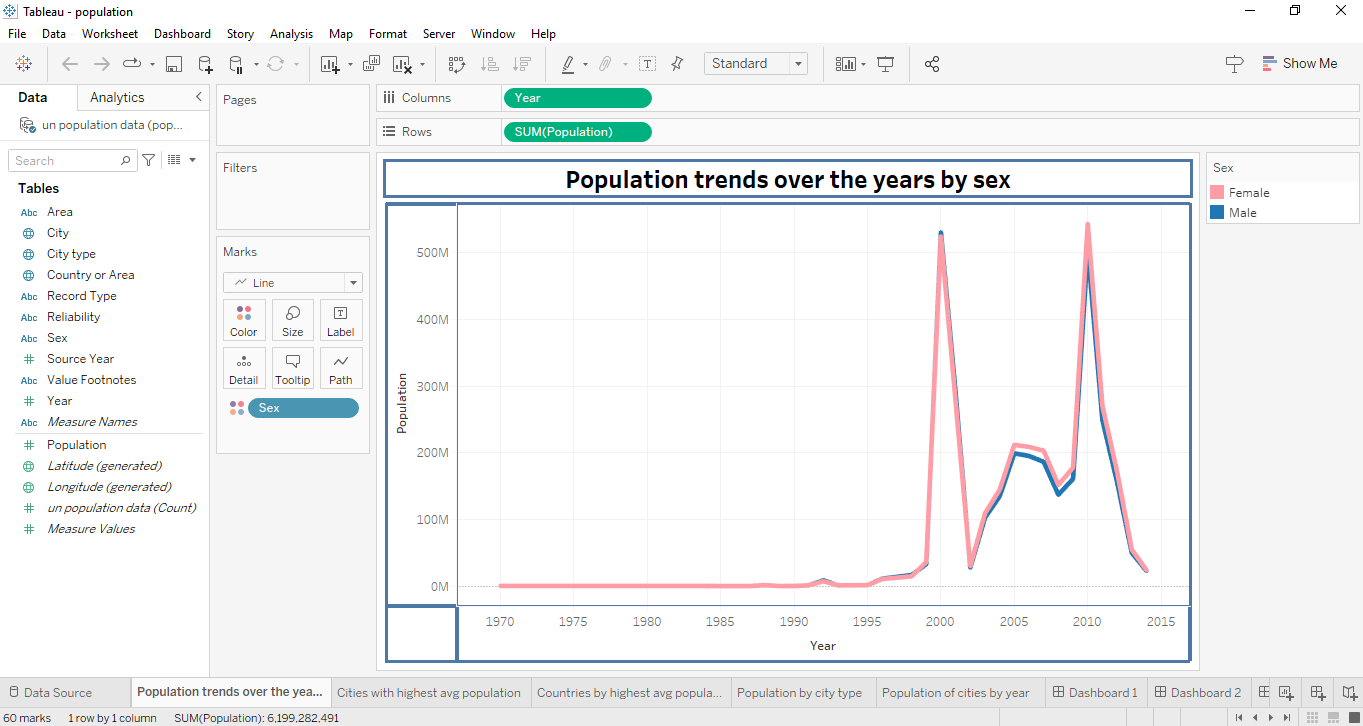 Tableau - population
File Data Worksheet Dashboard Story Analysis Map Format Server Window Help
Standard
Show Me
Data Analytics
un population data (pop...
Search
Tables
Abc Area
City
City type
Country or Area
Abc Record Type
Abc Reliability
Abc Sex
# Source Year
Abc Value Footnotes
# Year
Abc Measure Names
# Population
Latitude (generated)
Longitude (generated)
# un population data (Count)
# Measure Values
Pages
Filters
Marks
Line
Color Size Label
Detail Tooltip Path
Sex
Columns Year
Rows SUM(Population)
Population trends over the years by sex
500M
400M
300M
200M
100M
0M
Population
1970 1975 1980 1985 1990 1995 2000 2005 2010 2015
Year
Sex
Female
Male
Data Source Population trends over the yea... Cities with highest avg population Countries by highest avg popula... Population by city type Population of cities by year Dashboard 1 Dashboard 2
60 marks 1 row by 1 column SUM(Population): 6,199,282,491